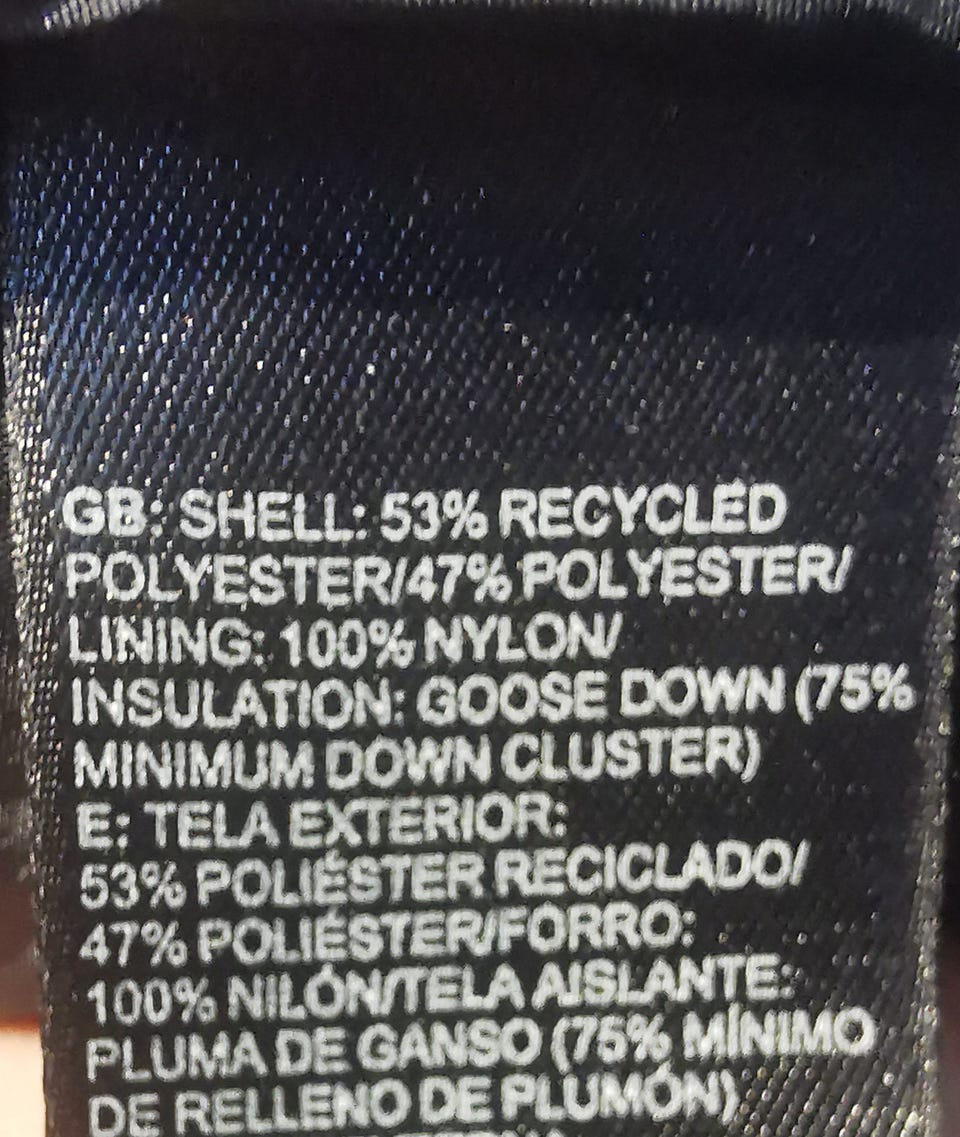 GB: SHELL: 53% RECYCLED
POLYESTER/47% POLYESTER/
LINING: 100% NYLON/
INSULATION: GOOSE DOWN (75%
MINIMUM DOWN CLUSTER)
E: TELA EXTERIOR:
53% POLIÉSTER RECICLADO/
47% POLIÉSTER/FORRO:
100% NILÓN/TELA AISLANTE:
PLUMA DE GANSO (75% MÍNIMO
DE RELLENO DE PLUMÓN)